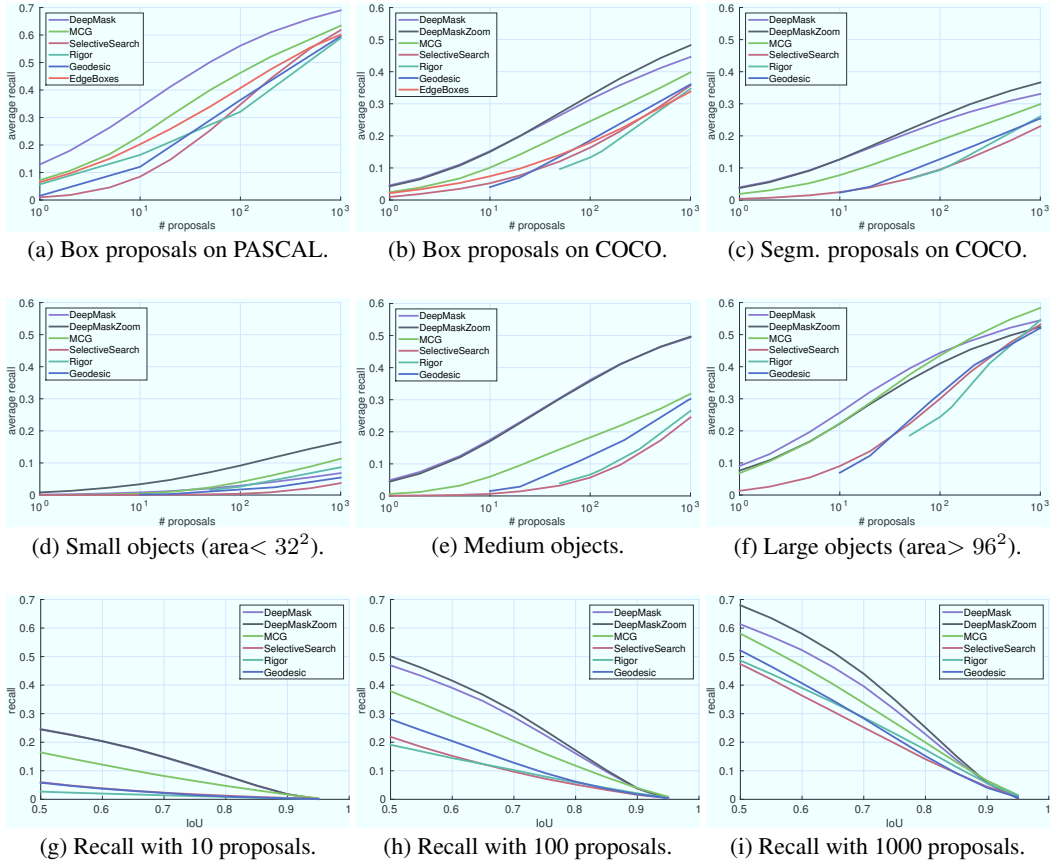 0.7
0.6
0.5
0.4
0.3
0.2
0.1
0
average recall
DeepMask
MCG
SelectiveSearch
Rigor
Geodesic
EdgeBoxes
10^0 10^1 10^2 10^3
# proposals
(a) Box proposals on PASCAL.
0.6
0.5
0.4
0.3
0.2
0.1
0
average recall
DeepMask
DeepMaskZoom
MCG
SelectiveSearch
Rigor
Geodesic
EdgeBoxes
10^0 10^1 10^2 10^3
# proposals
(b) Box proposals on COCO.
0.6
0.5
0.4
0.3
0.2
0.1
0
average recall
DeepMask
DeepMaskZoom
MCG
SelectiveSearch
Rigor
Geodesic
10^0 10^1 10^2 10^3
# proposals
(c) Segm. proposals on COCO.
0.6
0.5
0.4
0.3
0.2
0.1
0
average recall
DeepMask
DeepMaskZoom
MCG
SelectiveSearch
Rigor
Geodesic
10^0 10^1 10^2 10^3
# proposals
(d) Small objects (area< 32²).
0.6
0.5
0.4
0.3
0.2
0.1
0
average recall
DeepMask
DeepMaskZoom
MCG
SelectiveSearch
Rigor
Geodesic
10^0 10^1 10^2 10^3
# proposals
(e) Medium objects.
0.6
0.5
0.4
0.3
0.2
0.1
0
average recall
DeepMask
DeepMaskZoom
MCG
SelectiveSearch
Rigor
Geodesic
10^0 10^1 10^2 10^3
# proposals
(f) Large objects (area> 96²).
0.7
0.6
0.5
0.4
0.3
0.2
0.1
0
recall
DeepMask
DeepMaskZoom
MCG
SelectiveSearch
Rigor
Geodesic
0.5 0.6 0.7 0.8 0.9 1
IoU
(g) Recall with 10 proposals.
0.7
0.6
0.5
0.4
0.3
0.2
0.1
0
recall
DeepMask
DeepMaskZoom
MCG
SelectiveSearch
Rigor
Geodesic
0.5 0.6 0.7 0.8 0.9 1
IoU
(h) Recall with 100 proposals.
0.7
0.6
0.5
0.4
0.3
0.2
0.1
0
recall
DeepMask
DeepMaskZoom
MCG
SelectiveSearch
Rigor
Geodesic
0.5 0.6 0.7 0.8 0.9 1
IoU
(i) Recall with 1000 proposals.